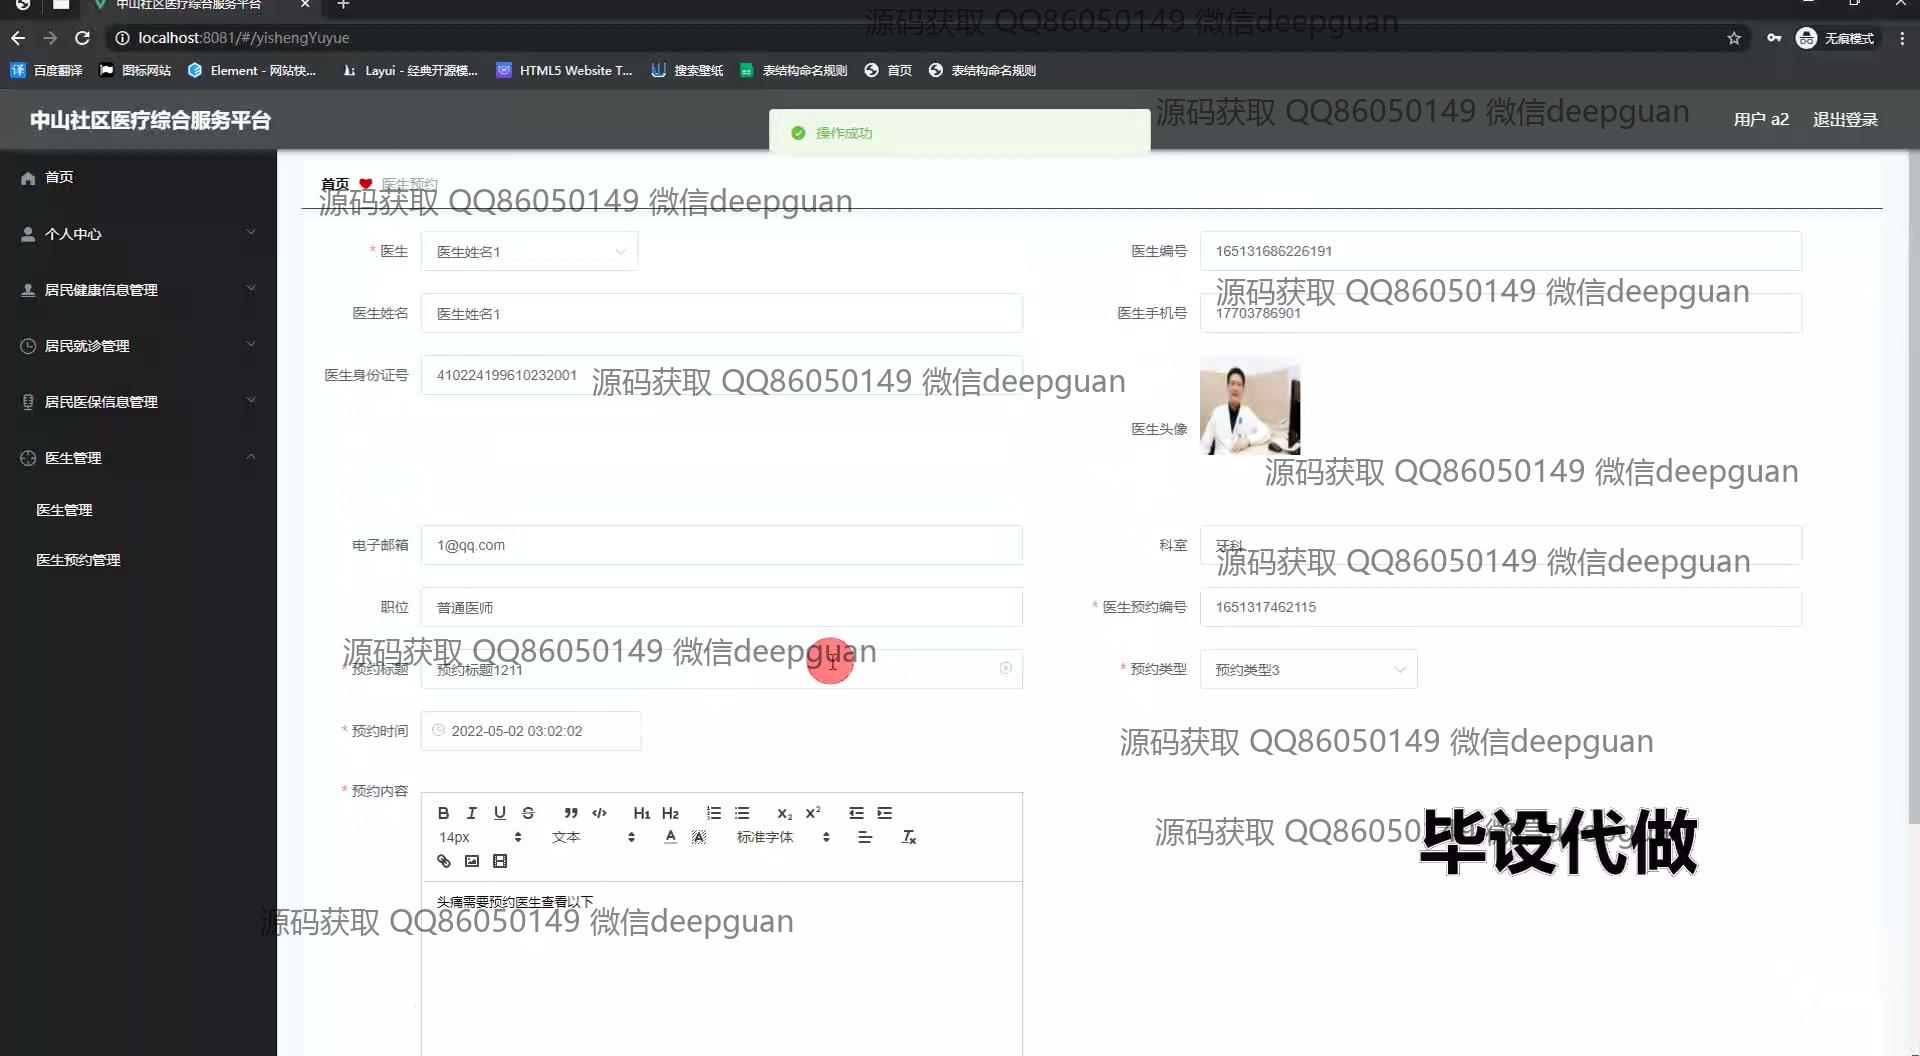 中山社区医疗综合服务平台
源码获取 QQ86050149 微信deepguan
localhost:8081/#/yishengYuyue
无痕模式
百度翻译
图标网站
Element - 网站快...
Layui - 经典开源模...
HTML5 Website T...
搜索壁纸
表结构命名规则
首页
表结构命名规则
中山社区医疗综合服务平台
操作成功
源码获取 QQ86050149 微信deepguan
用户 a2
退出登录
首页
个人中心
居民健康信息管理
居民就诊管理
居民医保信息管理
医生管理
医生管理
医生预约管理
首页 医生预约
源码获取 QQ86050149 微信deepguan
* 医生 医生姓名1
医生编号 165131686226191
源码获取 QQ86050149 微信deepguan
医生姓名 医生姓名1
医生手机号 17703786901
医生身份证号 410224199610232001
源码获取 QQ86050149 微信deepguan
医生头像
源码获取 QQ86050149 微信deepguan
电子邮箱 1@qq.com
科室 牙科
源码获取 QQ86050149 微信deepguan
职位 普通医师
* 医生预约编号 1651317462115
源码获取 QQ86050149 微信deepguan
* 预约标题 预约标题1211
* 预约类型 预约类型3
* 预约时间 2022-05-02 03:02:02
源码获取 QQ86050149 微信deepguan
* 预约内容
B I U S H1 H2 x2 x2
14px 文本 A A 标准字体 Tx
源码获取 QQ86050149 微信deepguan
毕设代做
头痛需要预约医生查看以下
源码获取 QQ86050149 微信deepguan